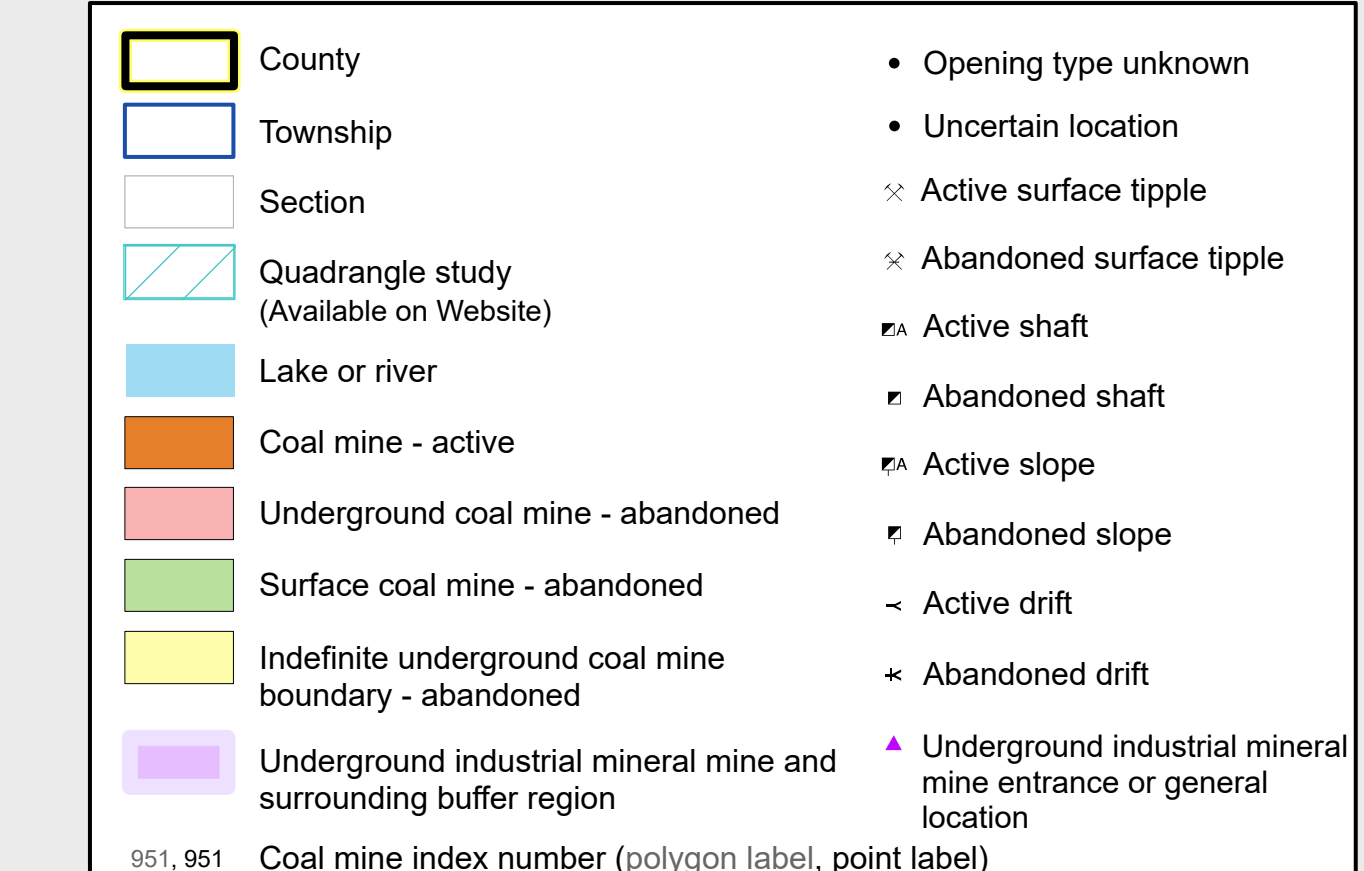 County
Township
Section
Quadrangle study
(Available on Website)
Lake or river
Coal mine - active
Underground coal mine - abandoned
Surface coal mine - abandoned
Indefinite underground coal mine
boundary - abandoned
Underground industrial mineral mine and
surrounding buffer region
951, 951 Coal mine index number (polygon label, point label)
Opening type unknown
Uncertain location
Active surface tipple
Abandoned surface tipple
A Active shaft
Abandoned shaft
A Active slope
Abandoned slope
Active drift
Abandoned drift
Underground industrial mineral
mine entrance or general
location